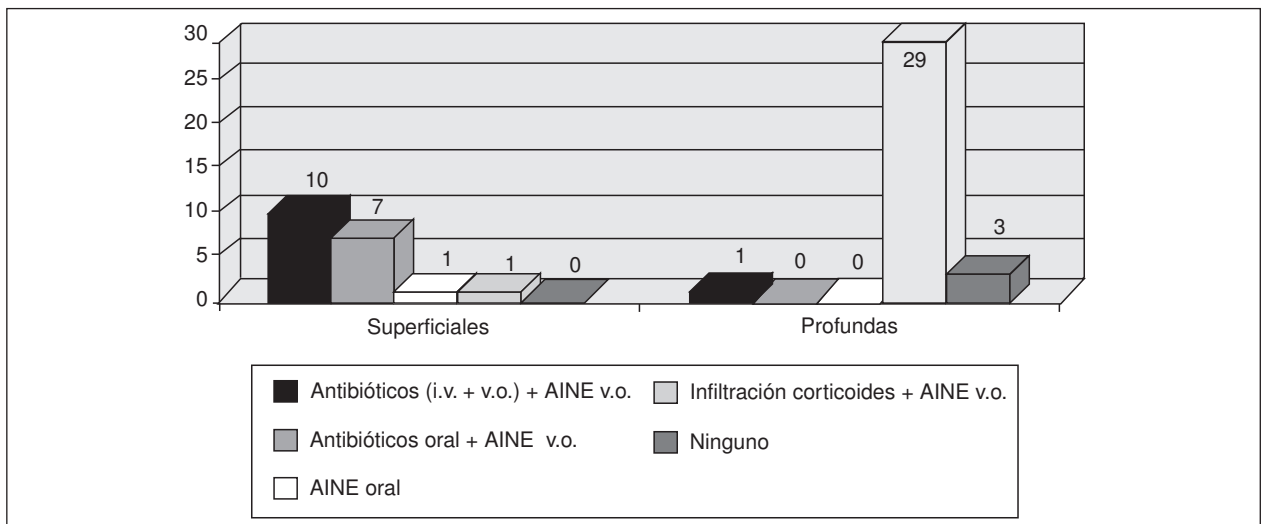 30
25
20
15
10
5
0
10
7
1
1
0
1
0
0
29
3
Superficiales
Profundas
Antibióticos (i.v. + v.o.) + AINE v.o.
Infiltración corticoides + AINE v.o.
Antibióticos oral + AINE v.o.
Ninguno
AINE oral